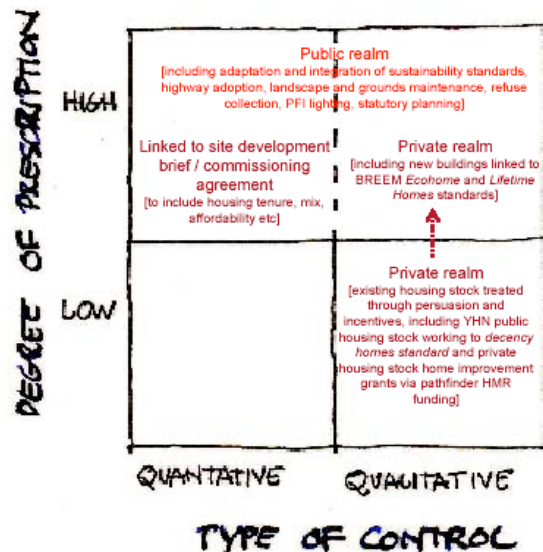 Public realm
[including adaptation and integration of sustainability standards,
highway adoption, landscape and grounds maintenance, refuse
collection, PFI lighting, statutory planning]
Linked to site development
brief / commissioning
agreement
[to include housing tenure, mix,
affordability etc]
Private realm
[including new buildings linked to
BREEM Ecohome and Lifetime
Homes standards]
Private realm
[existing housing stock treated
through persuasion and
incentives, including YHN public
housing stock working to decency
homes standard and private
housing stock home improvement
grants via pathfinder HMR
funding]
DEGREE OF PRESCRIPTION
HIGH
LOW
QUANTATIVE
QUALITATIVE
TYPE OF CONTROL